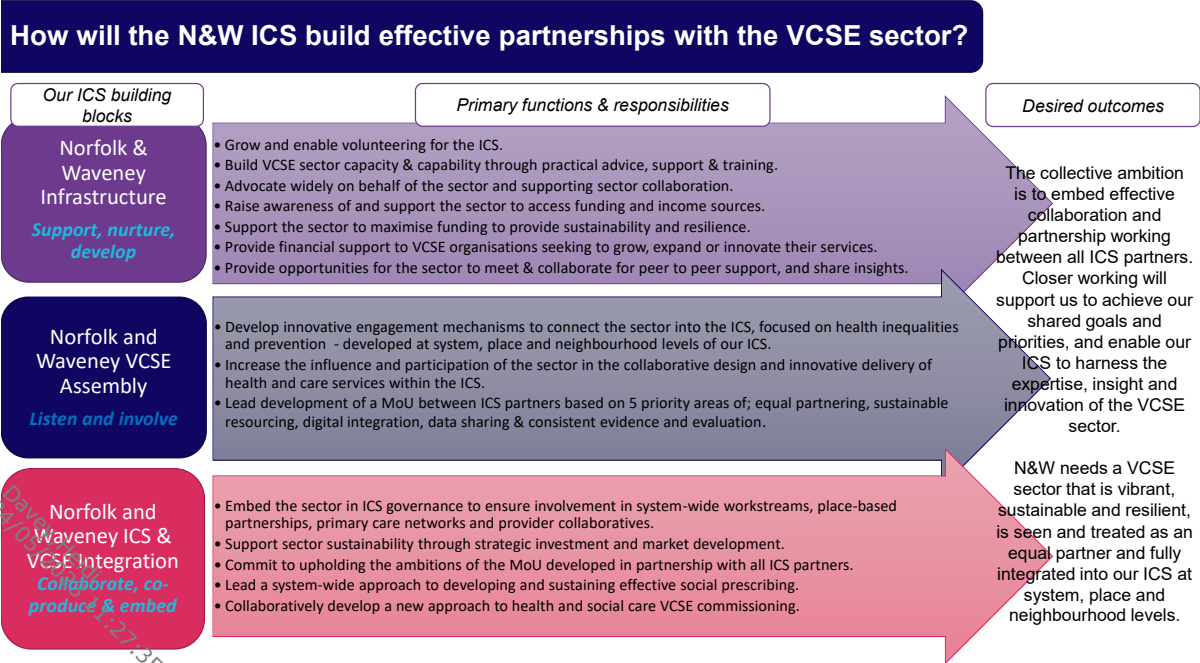 How will the N&W ICS build effective partnerships with the VCSE sector?
Our ICS building
blocks
Primary functions & responsibilities
Desired outcomes
Norfolk &
Waveney
Infrastructure
Support, nurture,
develop
• Grow and enable volunteering for the ICS.
• Build VCSE sector capacity & capability through practical advice, support & training.
• Advocate widely on behalf of the sector and supporting sector collaboration.
• Raise awareness of and support the sector to access funding and income sources.
• Support the sector to maximise funding to provide sustainability and resilience.
• Provide financial support to VCSE organisations seeking to grow, expand or innovate their services.
• Provide opportunities for the sector to meet & collaborate for peer to peer support, and share insights.
Norfolk and
Waveney VCSE
Assembly
Listen and involve
• Develop innovative engagement mechanisms to connect the sector into the ICS, focused on health inequalities
and prevention - developed at system, place and neighbourhood levels of our ICS.
• Increase the influence and participation of the sector in the collaborative design and innovative delivery of
health and care services within the ICS.
• Lead development of a MoU between ICS partners based on 5 priority areas of; equal partnering, sustainable
resourcing, digital integration, data sharing & consistent evidence and evaluation.
Norfolk and
Waveney ICS &
VCSE Integration
Collaborate, co-
produce & embed
• Embed the sector in ICS governance to ensure involvement in system-wide workstreams, place-based
partnerships, primary care networks and provider collaboratives.
• Support sector sustainability through strategic investment and market development.
• Commit to upholding the ambitions of the MoU developed in partnership with all ICS partners.
• Lead a system-wide approach to developing and sustaining effective social prescribing.
• Collaboratively develop a new approach to health and social care VCSE commissioning.
The collective ambition
is to embed effective
collaboration and
partnership working
between all ICS partners.
Closer working will
support us to achieve our
shared goals and
priorities, and enable our
ICS to harness the
expertise, insight and
innovation of the VCSE
sector.
N&W needs a VCSE
sector that is vibrant,
sustainable and resilient,
is seen and treated as an
equal partner and fully
integrated into our ICS at
system, place and
neighbourhood levels.